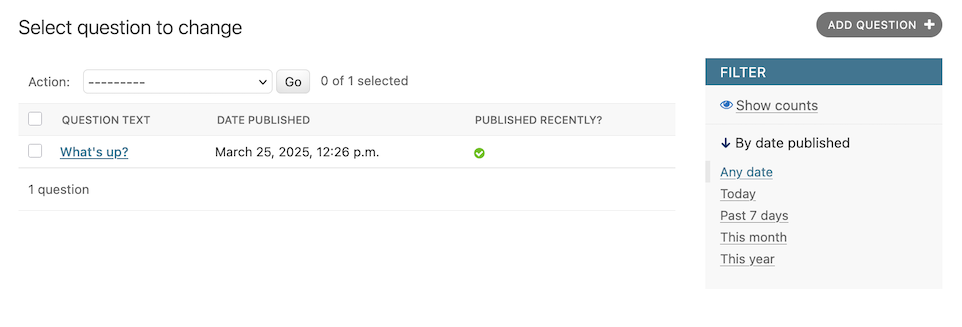 Select question to change
ADD QUESTION +
Action: --------- Go 0 of 1 selected
QUESTION TEXT DATE PUBLISHED PUBLISHED RECENTLY?
What's up? March 25, 2025, 12:26 p.m.
1 question
FILTER
Show counts
↓ By date published
Any date
Today
Past 7 days
This month
This year